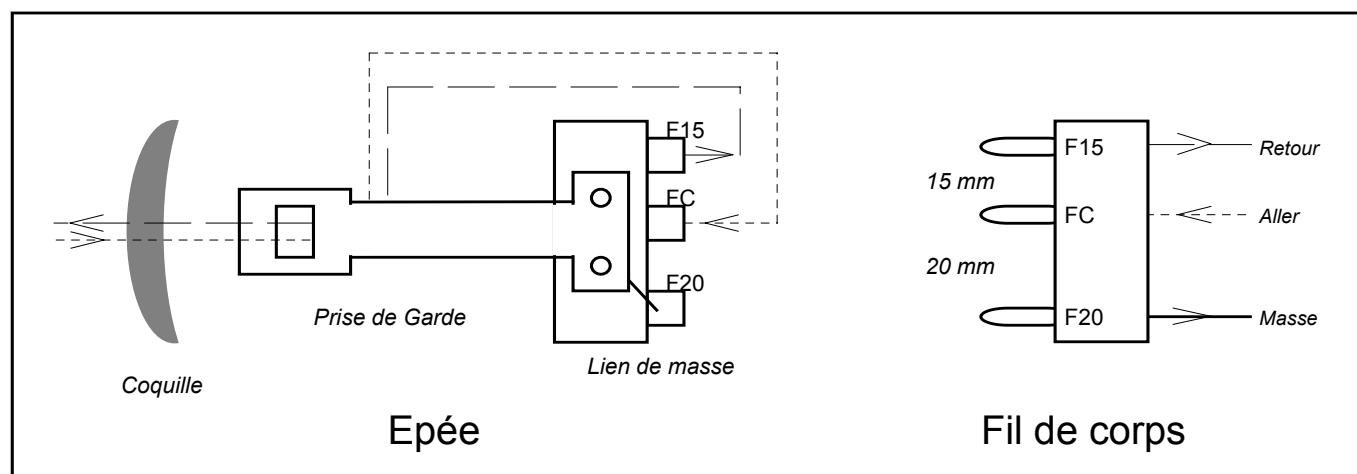 F15
FC
F20
Prise de Garde
Lien de masse
Coquille
Epée
F15
Retour
15 mm
FC
Aller
20 mm
F20
Masse
Fil de corps